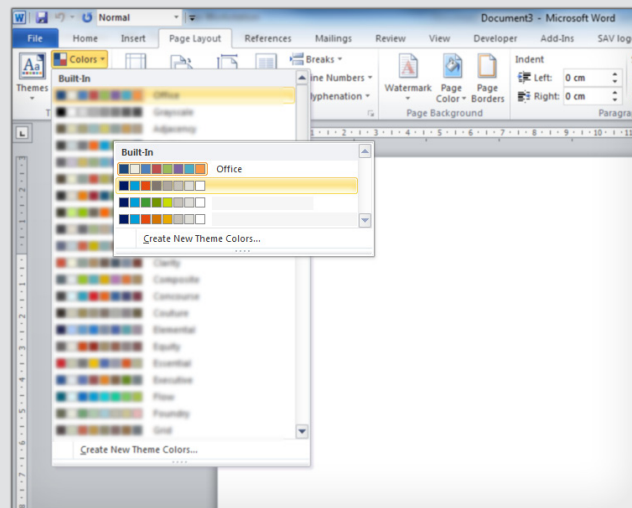 Normal
Document3 - Microsoft Word
File Home Insert Page Layout References Mailings Review View Developer Add-Ins SAV log
Aa
Themes
Colors
Breaks
ine Numbers
Hyphenation
Watermark
Page Color
Page Borders
Page Background
Indent
Left: 0 cm
Right: 0 cm
Paragra
Built-In
Office
Grayscale
Adjacency
Built-In
Office
Create New Theme Colors...
Clarity
Composite
Concourse
Couture
Elemental
Equity
Essential
Executive
Flow
Foundry
Grid
Create New Theme Colors...